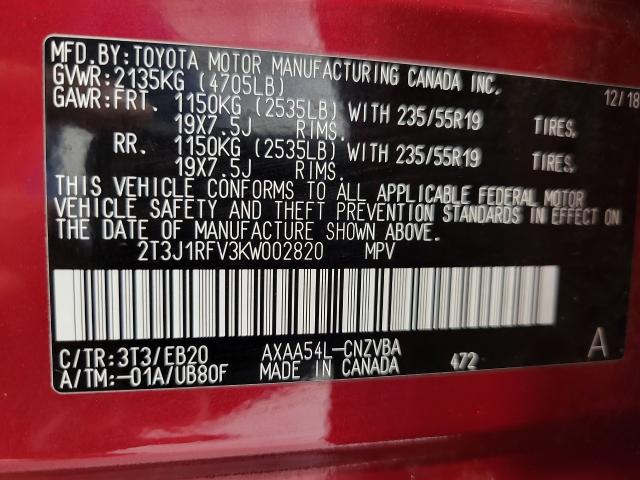 MFD.BY: TOYOTA MOTOR MANUFACTURING CANADA INC.
GVWR: 2135KG (4705LB) 12/18
GAWR: FRT. 1150KG (2535LB) WITH 235/55R19 TIRES,
19X7.5J RIMS.
RR. 1150KG (2535LB) WITH 235/55R19 TIRES,
19X7.5J RIMS.
THIS VEHICLE CONFORMS TO ALL APPLICABLE FEDERAL MOTOR
VEHICLE SAFETY AND THEFT PREVENTION STANDARDS IN EFFECT ON
THE DATE OF MANUFACTURE SHOWN ABOVE.
2T3J1RFV3KW002820 MPV
C/TR: 3T3/EB20 AXAA54L-CNZVBA A
A/TM:-01A/UB80F MADE IN CANADA 472